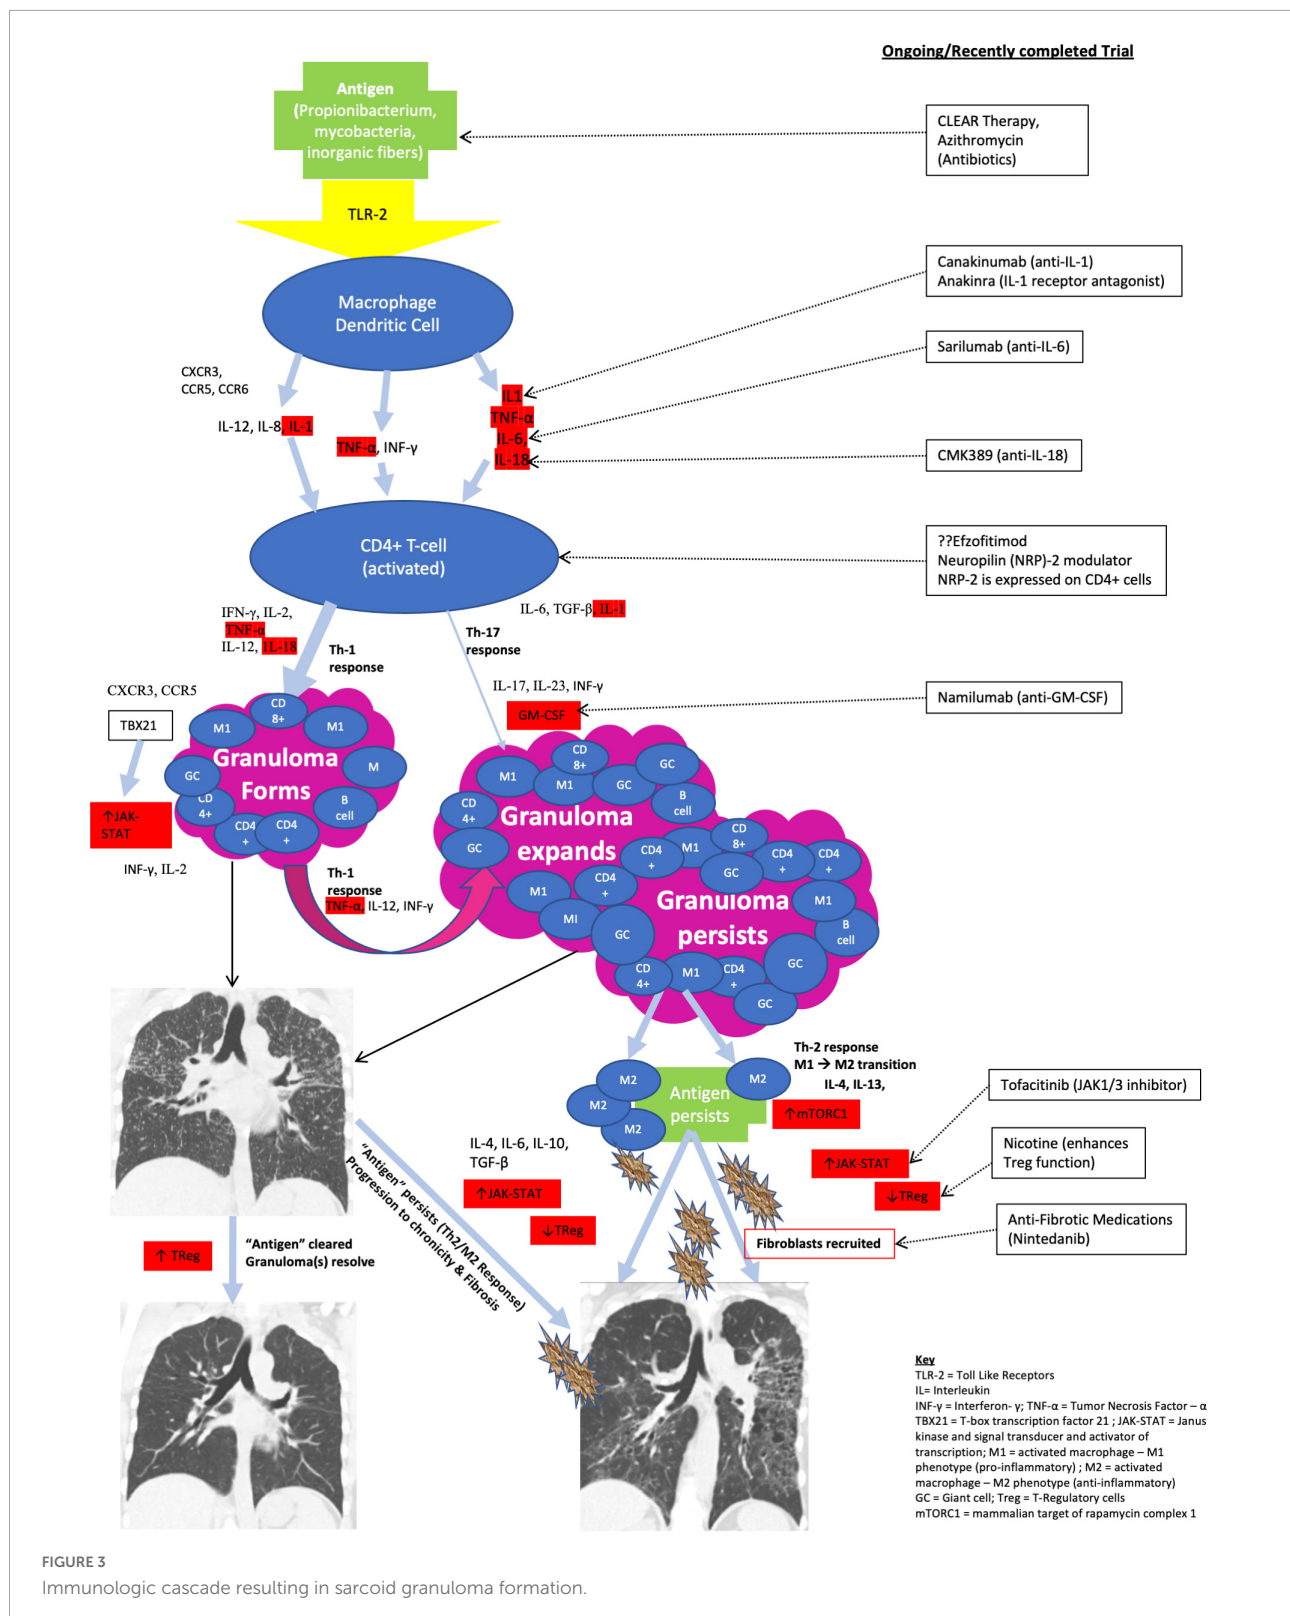 Ongoing/Recently completed Trial
Antigen
(Propionibacterium,
mycobacteria,
inorganic fibers)
CLEAR Therapy,
Azithromycin
(Antibiotics)
TLR-2
Macrophage
Dendritic Cell
Canakinumab (anti-IL-1)
Anakinra (IL-1 receptor antagonist)
Sarilumab (anti-IL-6)
CXCR3,
CCR5, CCR6
IL-12, IL-8, IL-1
TNF-α, INF-γ
IL1
TNF-α
IL-6,
IL-18
CMK389 (anti-IL-18)
CD4+ T-cell
(activated)
??Efzofitimod
Neuropilin (NRP)-2 modulator
NRP-2 is expressed on CD4+ cells
IFN-γ, IL-2,
TNF-α
IL-12, IL-18
Th-1
response
IL-6, TGF-β, IL-1
Th-17
response
IL-17, IL-23, INF-γ
GM-CSF
Namilumab (anti-GM-CSF)
CXCR3, CCR5
TBX21
↑JAK-
STAT
INF-γ, IL-2
CD
8+
M1
M1
GC
M
Granuloma
Forms
CD
4+
B
cell
CD4
+
CD4
+
Th-1
response
TNF-α, IL-12, INF-γ
CD
8+
GC
M1
M1
GC
B
cell
CD
4+
GC
Granuloma
expands
CD
8+
M1
CD4
+
CD4
+
CD4
+
GC
CD4
+
M1
M1
MI
Granuloma
persists
B
cell
GC
GC
CD
4+
M1
CD4
+
GC
M2
M2
M2
M2
Antigen
persists
Th-2 response
M1 → M2 transition
IL-4, IL-13,
↑mTORC1
Tofacitinib (JAK1/3 inhibitor)
↑JAK-STAT
Nicotine (enhances
Treg function)
↓TReg
Anti-Fibrotic Medications
(Nintedanib)
Fibroblasts recruited
IL-4, IL-6, IL-10,
TGF-β
↑JAK-STAT
↓TReg
"Antigen" persists (Th2/M2 Response)
Progression to chronicity & Fibrosis
↑ TReg
"Antigen" cleared
Granuloma(s) resolve
Key
TLR-2 = Toll Like Receptors
IL= Interleukin
INF-γ = Interferon- γ; TNF-α = Tumor Necrosis Factor – α
TBX21 = T-box transcription factor 21 ; JAK-STAT = Janus
kinase and signal transducer and activator of
transcription; M1 = activated macrophage – M1
phenotype (pro-inflammatory) ; M2 = activated
macrophage – M2 phenotype (anti-inflammatory)
GC = Giant cell; Treg = T-Regulatory cells
mTORC1 = mammalian target of rapamycin complex 1
FIGURE 3
Immunologic cascade resulting in sarcoid granuloma formation.